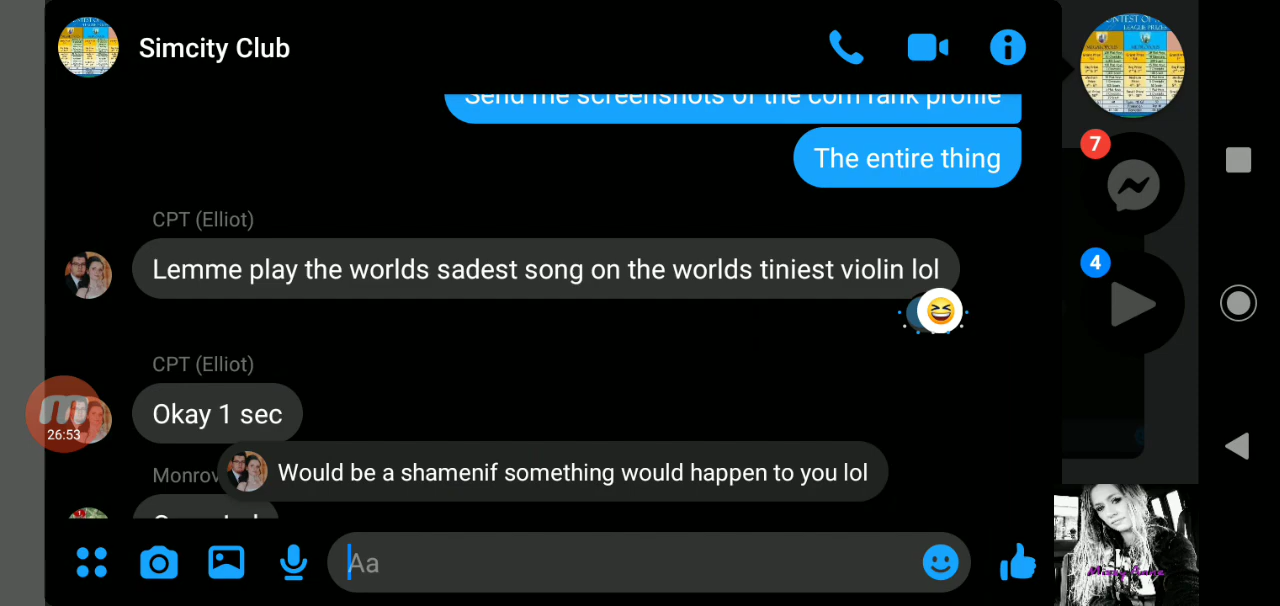 Simcity Club
Send me screenshots of the com rank profile
The entire thing
7
CPT (Elliot)
Lemme play the worlds sadest song on the worlds tiniest violin lol
4
CPT (Elliot)
Okay 1 sec
26:53
Would be a shamenif something would happen to you lol
Monrov
Aa